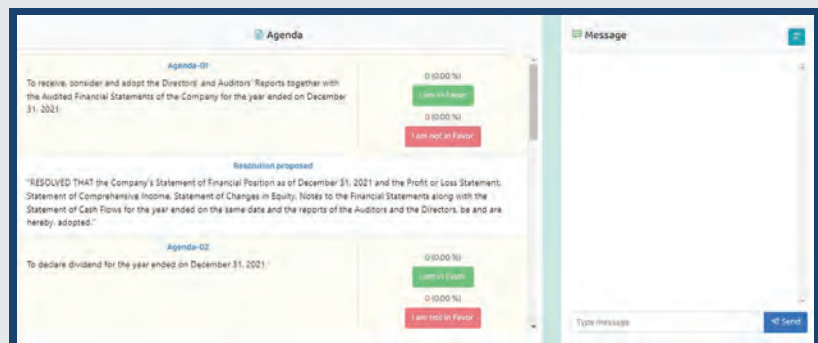 Agenda
Agenda-01
To receive, consider and adopt the Directors' and Auditors' Reports together with
the Audited Financial Statements of the Company for the year ended on December
31, 2021
0 (0.00 %)
I am in Favor
0 (0.00 %)
I am not in Favor
Resolution proposed
"RESOLVED THAT the Company's Statement of Financial Position as of December 31, 2021 and the Profit or Loss Statement,
Statement of Comprehensive Income, Statement of Changes in Equity, Notes to the Financial Statements along with the
Statement of Cash Flows for the year ended on the same date and the reports of the Auditors and the Directors, be and are
hereby, adopted."
Agenda-02
To declare dividend for the year ended on December 31, 2021
0 (0.00 %)
I am in Favor
0 (0.00 %)
I am not in Favor
Message
Type message
Send